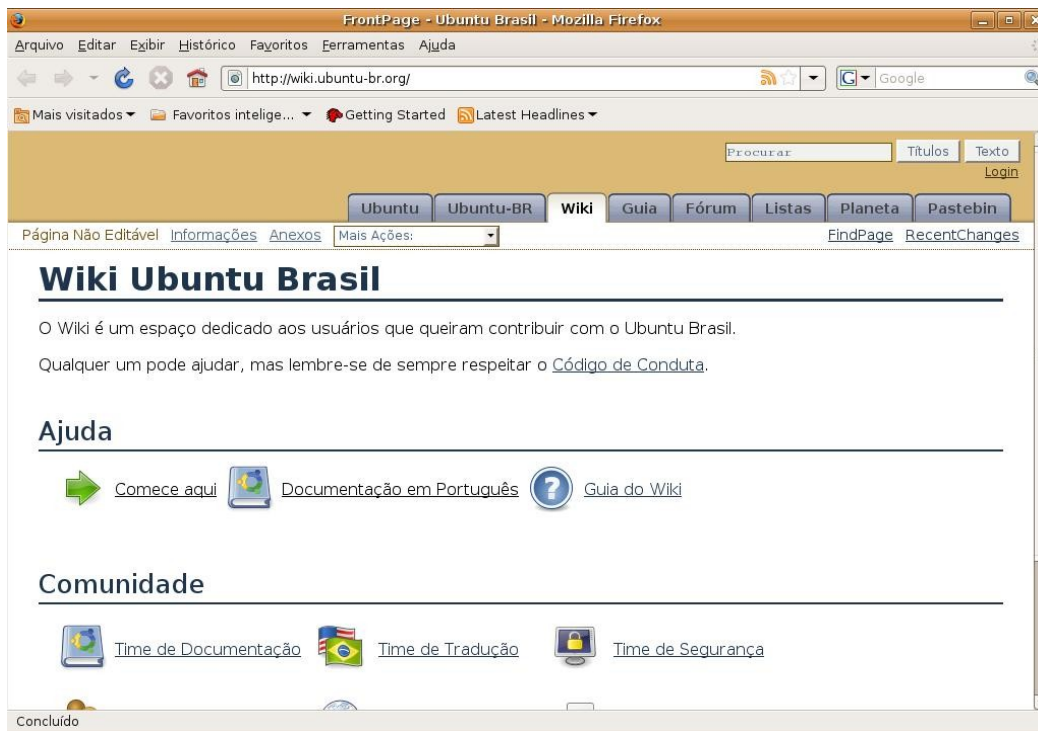 FrontPage - Ubuntu Brasil - Mozilla Firefox
Arquivo Editar Exibir Histórico Favoritos Ferramentas Ajuda
http://wiki.ubuntu-br.org/ G Google
Mais visitados Favoritos intelige... Getting Started Latest Headlines
Procurar Títulos Texto
Login
Ubuntu Ubuntu-BR Wiki Guia Fórum Listas Planeta Pastebin
Página Não Editável Informações Anexos Mais Ações: FindPage RecentChanges
Wiki Ubuntu Brasil
O Wiki é um espaço dedicado aos usuários que queiram contribuir com o Ubuntu Brasil.
Qualquer um pode ajudar, mas lembre-se de sempre respeitar o Código de Conduta.
Ajuda
Comece aqui Documentação em Português ? Guia do Wiki
Comunidade
Time de Documentação Time de Tradução Time de Segurança
Concluído